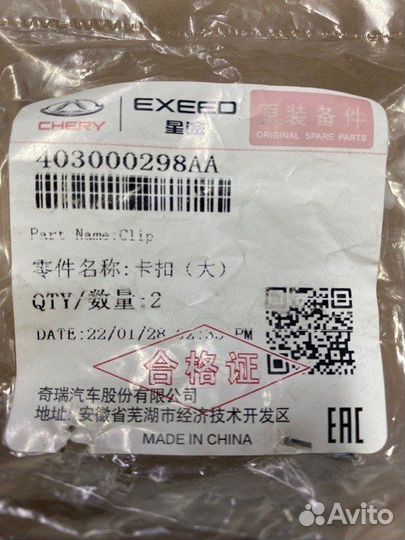 CHERY
EXEED
星途
原装备件
ORIGINAL SPARE PARTS
403000298AA
Part Name:Clip
零件名称:卡扣（大）
QTY/数量:2
DATE:22/01/28 PM
合格证
奇瑞汽车股份有限公司
地址: 安徽省芜湖市经济技术开发区
MADE IN CHINA
EAC
Avito